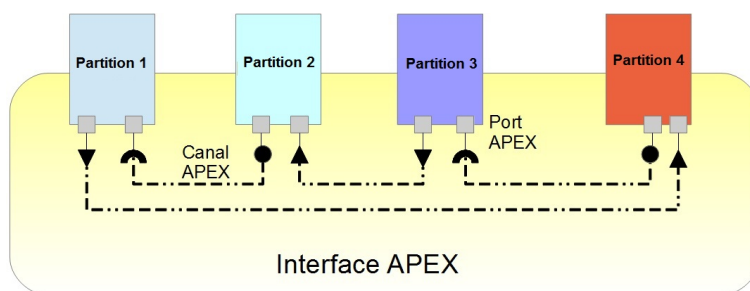 Partition 1
Partition 2
Partition 3
Partition 4
Canal
APEX
Port
APEX
Interface APEX